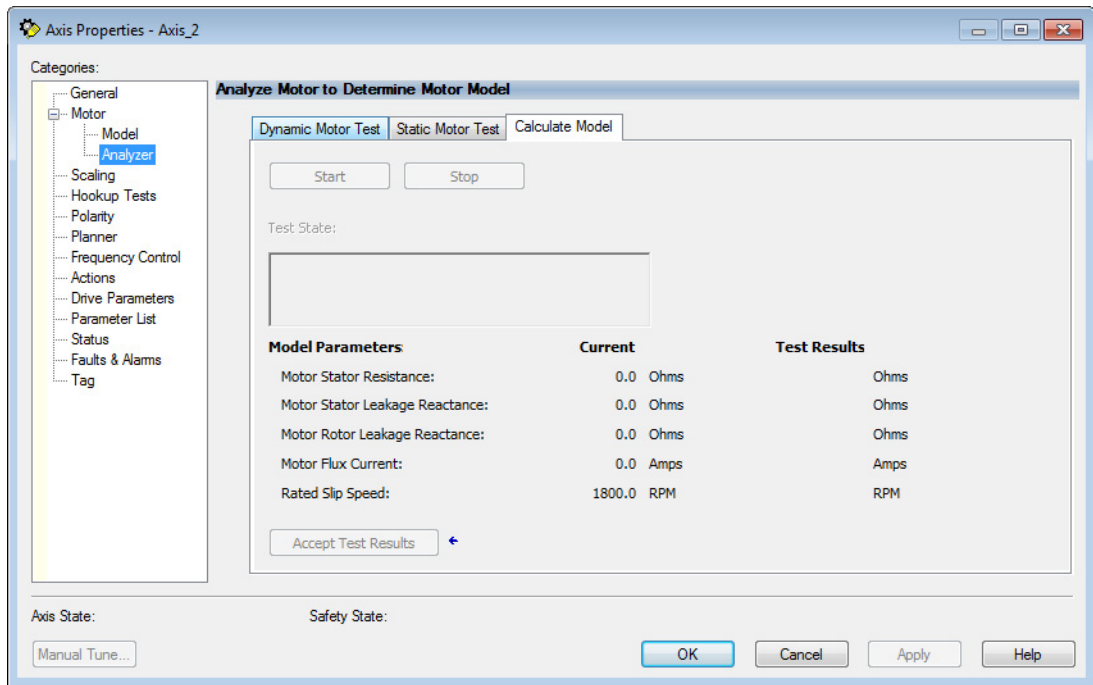 Axis Properties - Axis_2
Categories:
General
Motor
Model
Analyzer
Scaling
Hookup Tests
Polarity
Planner
Frequency Control
Actions
Drive Parameters
Parameter List
Status
Faults & Alarms
Tag
Analyze Motor to Determine Motor Model
Dynamic Motor Test Static Motor Test Calculate Model
Start Stop
Test State:
Model Parameters Current Test Results
Motor Stator Resistance: 0.0 Ohms Ohms
Motor Stator Leakage Reactance: 0.0 Ohms Ohms
Motor Rotor Leakage Reactance: 0.0 Ohms Ohms
Motor Flux Current: 0.0 Amps Amps
Rated Slip Speed: 1800.0 RPM RPM
Accept Test Results
Axis State: Safety State:
Manual Tune... OK Cancel Apply Help